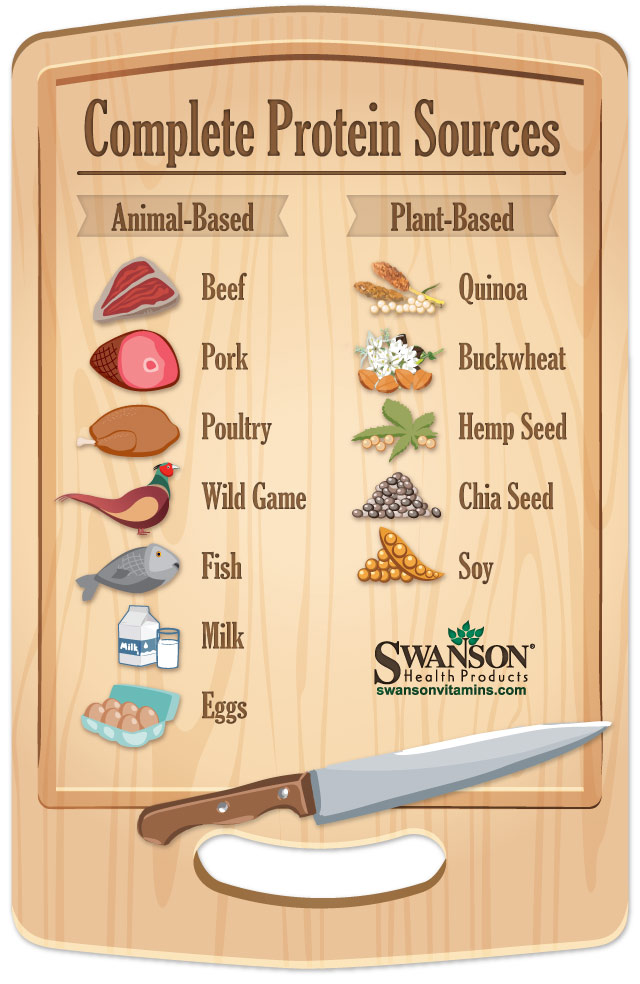 Complete Protein Sources
Animal-Based
Beef
Pork
Poultry
Wild Game
Fish
Milk
Milk
Eggs
Plant-Based
Quinoa
Buckwheat
Hemp Seed
Chia Seed
Soy
SWANSON®
Health Products
swansonvitamins.com